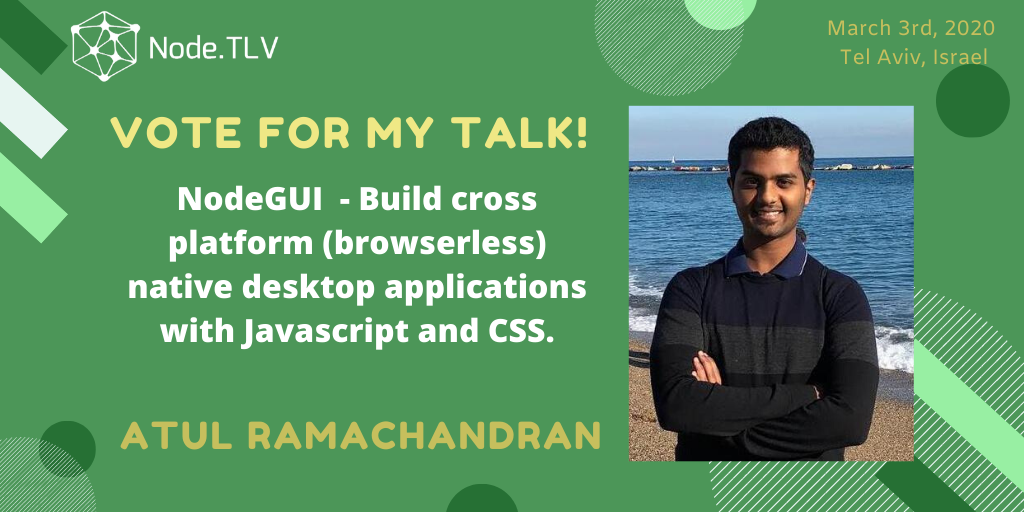 Node.TLV
March 3rd, 2020
Tel Aviv, Israel
VOTE FOR MY TALK!
NodeGUI - Build cross
platform (browserless)
native desktop applications
with Javascript and CSS.
ATUL RAMACHANDRAN